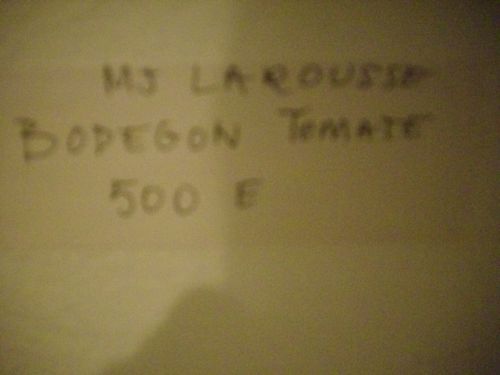 MJ LAROUSSE
BODEGON TOMATE
500 E